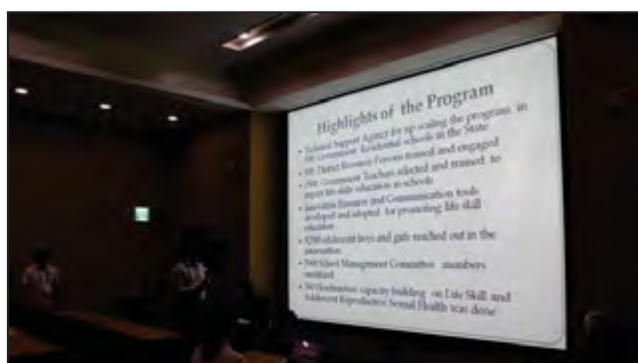 Highlights of the Program
• Technical Support Agency for up scaling the program in
Government Residential schools in the State
• District Resource Persons trained and engaged
• Government Teachers selected and trained to
impart life skills education in schools
• Innovative Resource and Communication tools
developed and adopted for promoting life skill
education
• adolescent boys and girls reached out in the
intervention
• School Management Committee members
• Headmasters capacity building on Life Skill and
Adolescent Reproductive Sexual Health was done